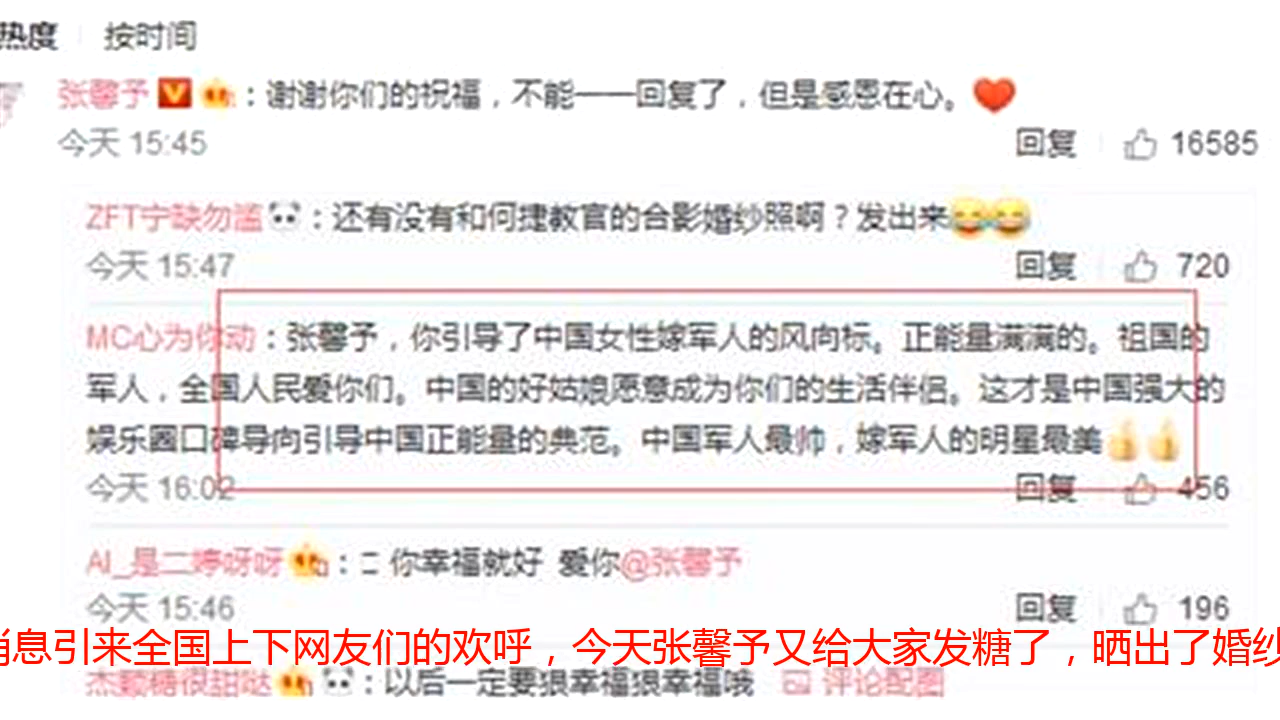 热度 按时间
张馨予：谢谢你们的祝福，不能一一回复了，但是感恩在心。
今天 15:45 回复 16585
ZFT宁缺勿滥：还有没有和何捷教官的合影婚纱照啊？发出来
今天 15:47 回复 720
MC心为你动：张馨予，你引导了中国女性嫁军人的风向标。正能量满满的。祖国的
军人，全国人民爱你们。中国的好姑娘愿意成为你们的生活伴侣。这才是中国强大的
娱乐圈口碑导向引导中国正能量的典范。中国军人最帅，嫁军人的明星最美
今天 16:02 回复 456
AI_是二婷呀呀：你幸福就好 爱你@张馨予
今天 15:46 回复 196
消息引来全国上下网友们的欢呼，今天张馨予又给大家发糖了，晒出了婚纱
杰颖糖很甜哒：以后一定要狠幸福狠幸福哦 评论配图